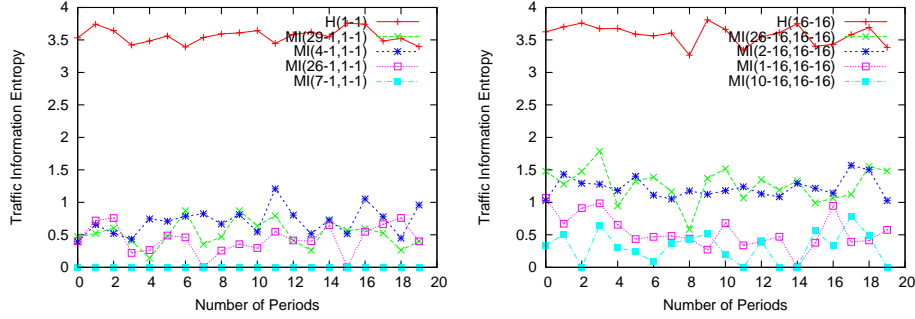 4
3.5
3
2.5
2
1.5
1
0.5
0
0 2 4 6 8 10 12 14 16 18 20
Traffic Information Entropy
Number of Periods
H(1-1)
MI(29-1,1-1)
MI(4-1,1-1)
MI(26-1,1-1)
MI(7-1,1-1)
4
3.5
3
2.5
2
1.5
1
0.5
0
0 2 4 6 8 10 12 14 16 18 20
Traffic Information Entropy
Number of Periods
H(16-16)
MI(26-16,16-16)
MI(2-16,16-16)
MI(1-16,16-16)
MI(10-16,16-16)